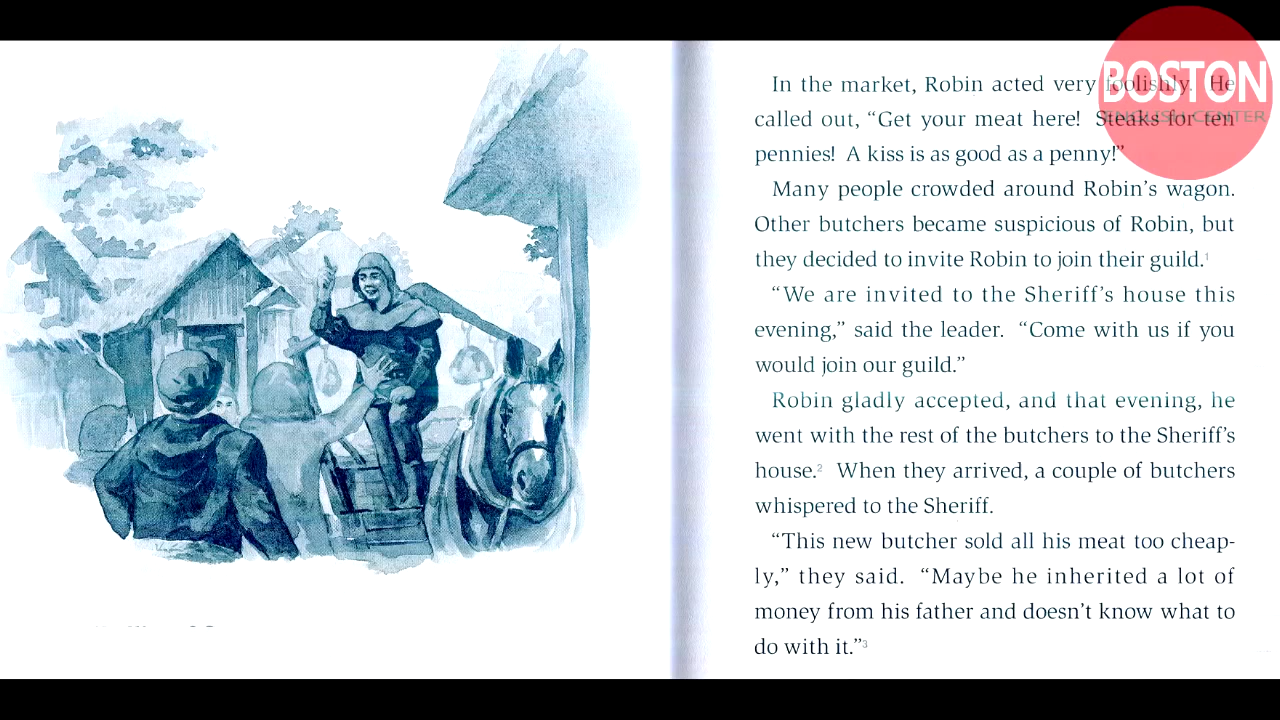 BOSTON
ENGLISH CENTER
In the market, Robin acted very foolishly. He
called out, “Get your meat here! Steaks for ten
pennies! A kiss is as good as a penny!”
Many people crowded around Robin’s wagon.
Other butchers became suspicious of Robin, but
they decided to invite Robin to join their guild.1
“We are invited to the Sheriff’s house this
evening,” said the leader. “Come with us if you
would join our guild.”
Robin gladly accepted, and that evening, he
went with the rest of the butchers to the Sheriff’s
house.2 When they arrived, a couple of butchers
whispered to the Sheriff.
“This new butcher sold all his meat too cheap-
ly,” they said. “Maybe he inherited a lot of
money from his father and doesn’t know what to
do with it.”3